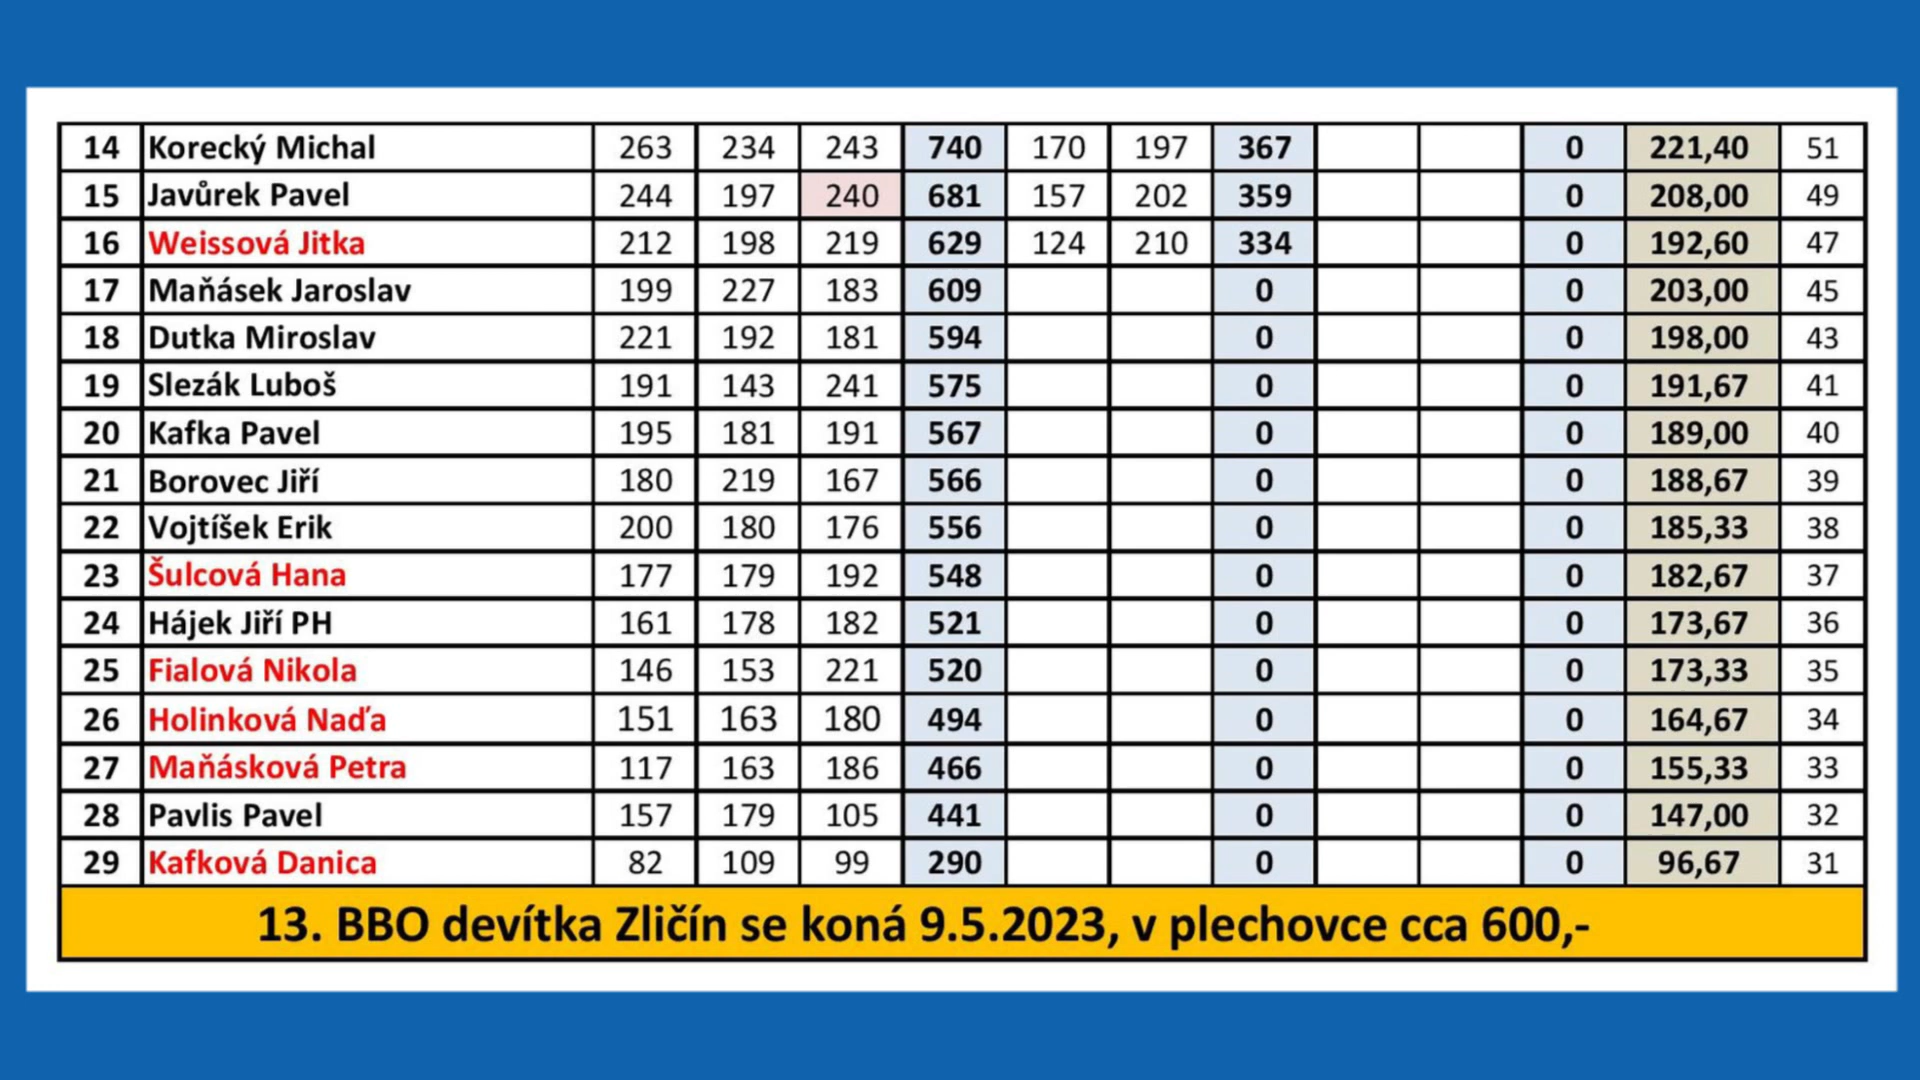 14 Korecký Michal 263 234 243 740 170 197 367 0 221,40 51
15 Javůrek Pavel 244 197 240 681 157 202 359 0 208,00 49
16 Weissová Jitka 212 198 219 629 124 210 334 0 192,60 47
17 Maňásek Jaroslav 199 227 183 609 0 0 203,00 45
18 Dutka Miroslav 221 192 181 594 0 0 198,00 43
19 Slezák Luboš 191 143 241 575 0 0 191,67 41
20 Kafka Pavel 195 181 191 567 0 0 189,00 40
21 Borovec Jiří 180 219 167 566 0 0 188,67 39
22 Vojtíšek Erik 200 180 176 556 0 0 185,33 38
23 Šulcová Hana 177 179 192 548 0 0 182,67 37
24 Hájek Jiří PH 161 178 182 521 0 0 173,67 36
25 Fialová Nikola 146 153 221 520 0 0 173,33 35
26 Holinková Naďa 151 163 180 494 0 0 164,67 34
27 Maňásková Petra 117 163 186 466 0 0 155,33 33
28 Pavlis Pavel 157 179 105 441 0 0 147,00 32
29 Kafková Danica 82 109 99 290 0 0 96,67 31
13. BBO devítka Zličín se koná 9.5.2023, v plechovce cca 600,-